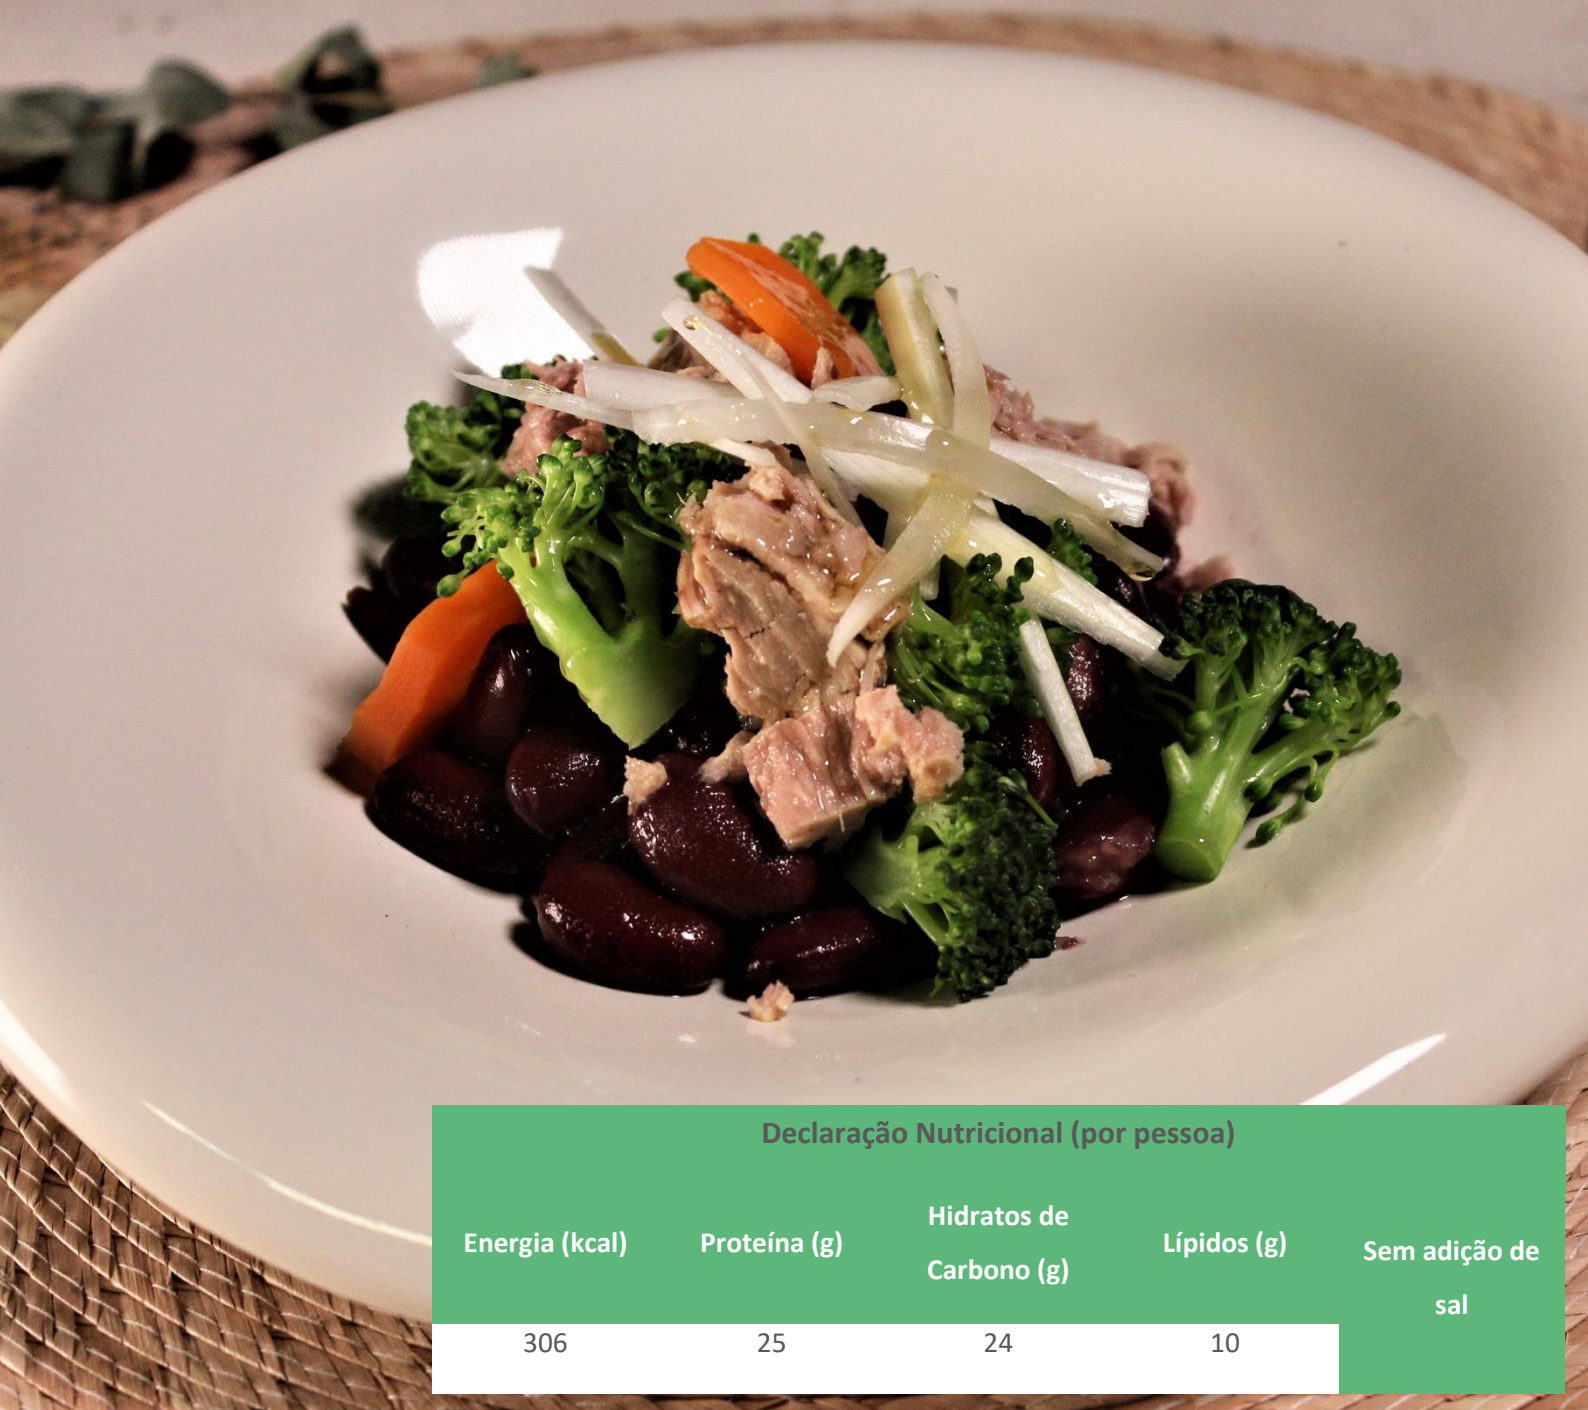 Declaração Nutricional (por pessoa)
Energia (kcal)
Proteína (g)
Hidratos de
Carbono (g)
Lípidos (g)
Sem adição de
sal
306
25
24
10